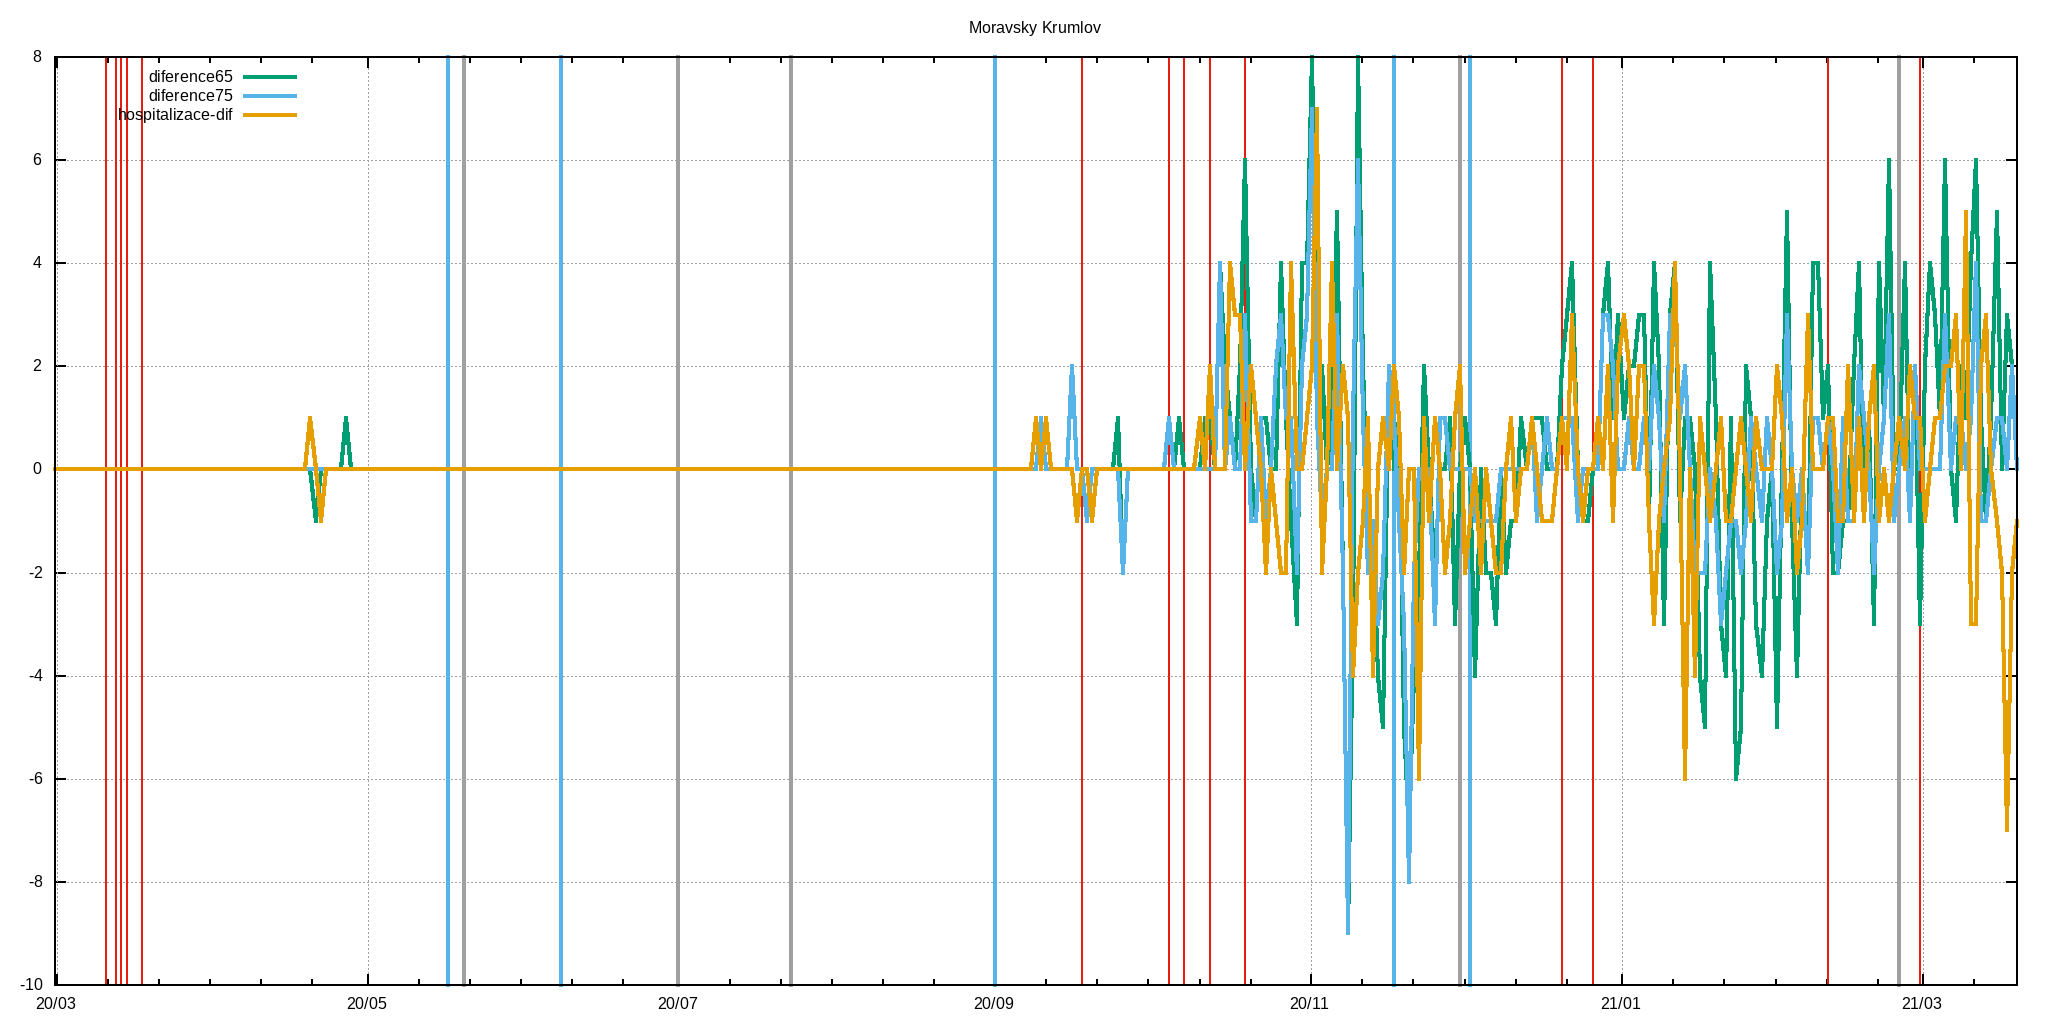 Moravsky Krumlov
8
diference65
diference75
hospitalizace-dif
6
4
2
0
-2
-4
-6
-8
-10
20/03 20/05 20/07 20/09 20/11 21/01 21/03